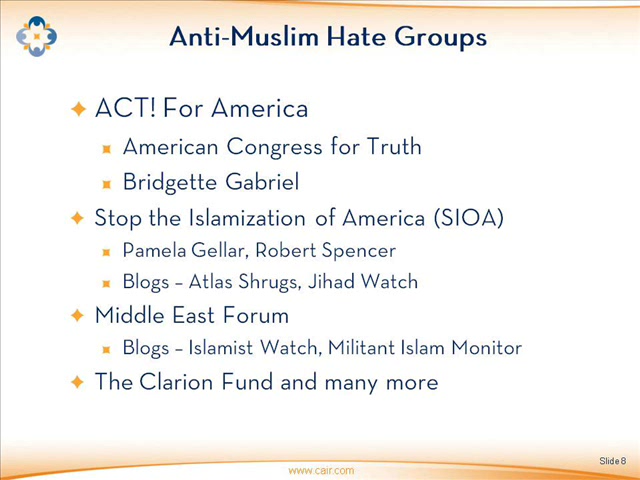 Anti-Muslim Hate Groups
ACT! For America
American Congress for Truth
Bridgette Gabriel
Stop the Islamization of America (SIOA)
Pamela Gellar, Robert Spencer
Blogs – Atlas Shrugs, Jihad Watch
Middle East Forum
Blogs – Islamist Watch, Militant Islam Monitor
The Clarion Fund and many more
Slide 8
www.cair.com